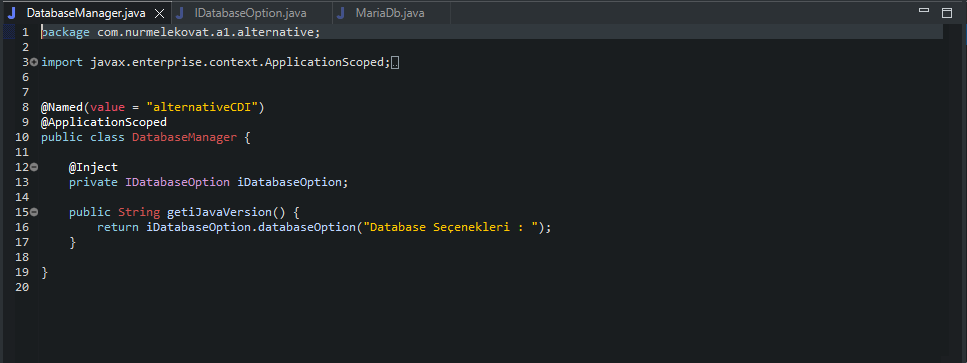 DatabaseManager.java IDatabaseOption.java MariaDb.java
1 package com.nurmelekovat.a1.alternative;
2
3 import javax.enterprise.context.ApplicationScoped;
6
7
8 @Named(value = "alternativeCDI")
9 @ApplicationScoped
10 public class DatabaseManager {
11
12 @Inject
13 private IDatabaseOption iDatabaseOption;
14
15 public String getiJavaVersion() {
16 return iDatabaseOption.databaseOption("Database Seçenekleri : ");
17 }
18
19 }
20